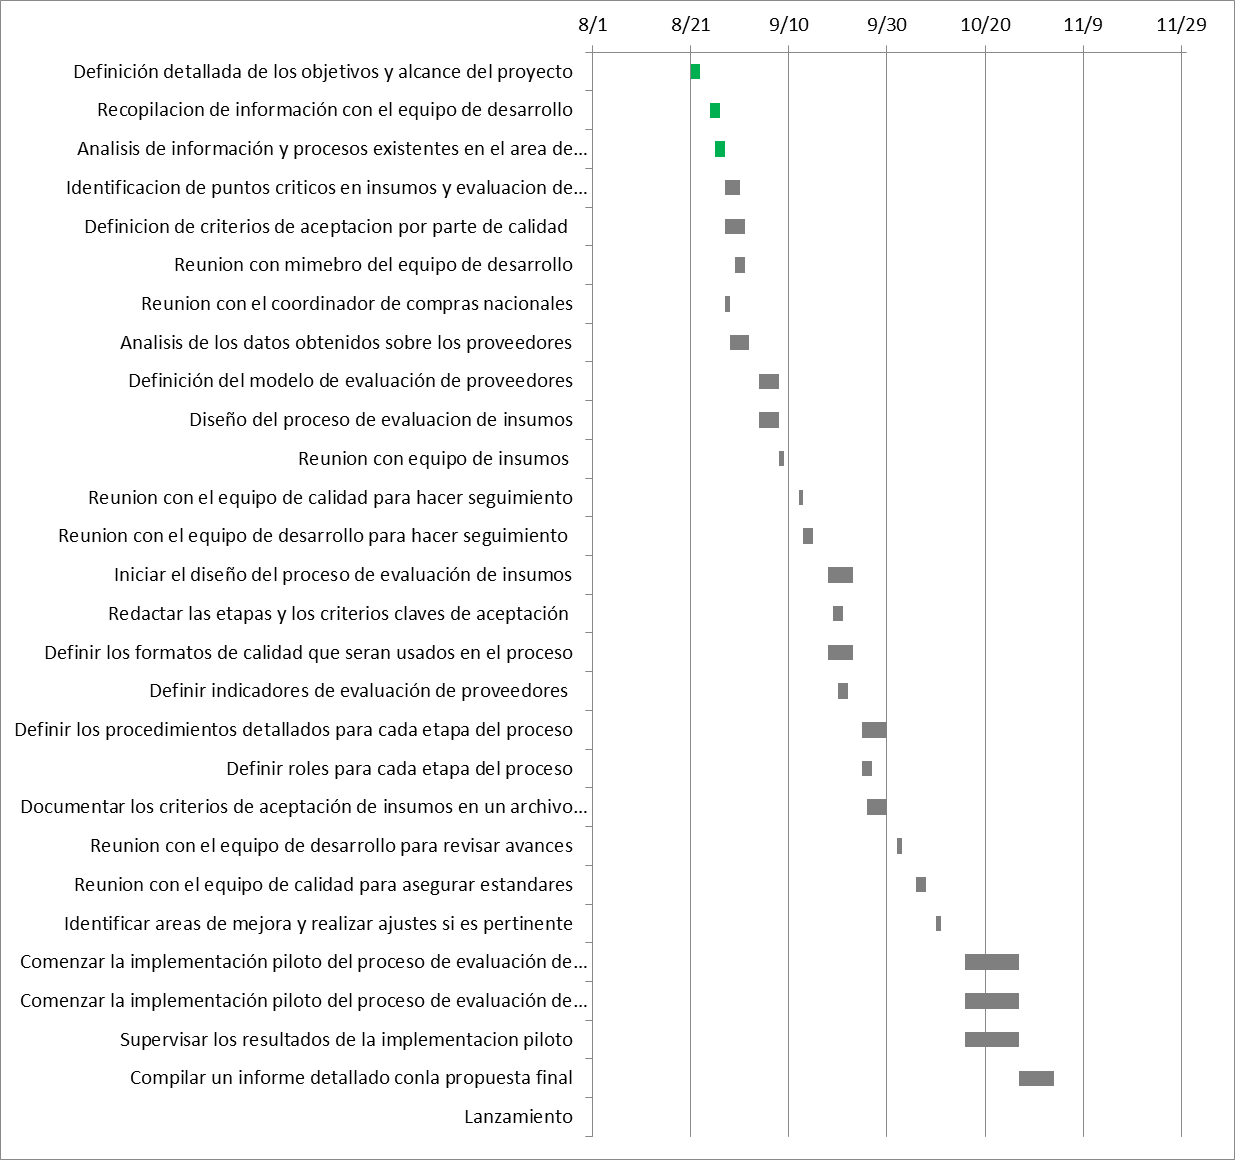 8/1 8/21 9/10 9/30 10/20 11/9 11/29
Definición detallada de los objetivos y alcance del proyecto
Recopilacion de información con el equipo de desarrollo
Analisis de información y procesos existentes en el area de...
Identificacion de puntos criticos en insumos y evaluacion de...
Definicion de criterios de aceptacion por parte de calidad
Reunion con mimebro del equipo de desarrollo
Reunion con el coordinador de compras nacionales
Analisis de los datos obtenidos sobre los proveedores
Definición del modelo de evaluación de proveedores
Diseño del proceso de evaluacion de insumos
Reunion con equipo de insumos
Reunion con el equipo de calidad para hacer seguimiento
Reunion con el equipo de desarrollo para hacer seguimiento
Iniciar el diseño del proceso de evaluación de insumos
Redactar las etapas y los criterios claves de aceptación
Definir los formatos de calidad que seran usados en el proceso
Definir indicadores de evaluación de proveedores
Definir los procedimientos detallados para cada etapa del proceso
Definir roles para cada etapa del proceso
Documentar los criterios de aceptación de insumos en un archivo...
Reunion con el equipo de desarrollo para revisar avances
Reunion con el equipo de calidad para asegurar estandares
Identificar areas de mejora y realizar ajustes si es pertinente
Comenzar la implementación piloto del proceso de evaluación de...
Comenzar la implementación piloto del proceso de evaluación de...
Supervisar los resultados de la implementacion piloto
Compilar un informe detallado conla propuesta final
Lanzamiento